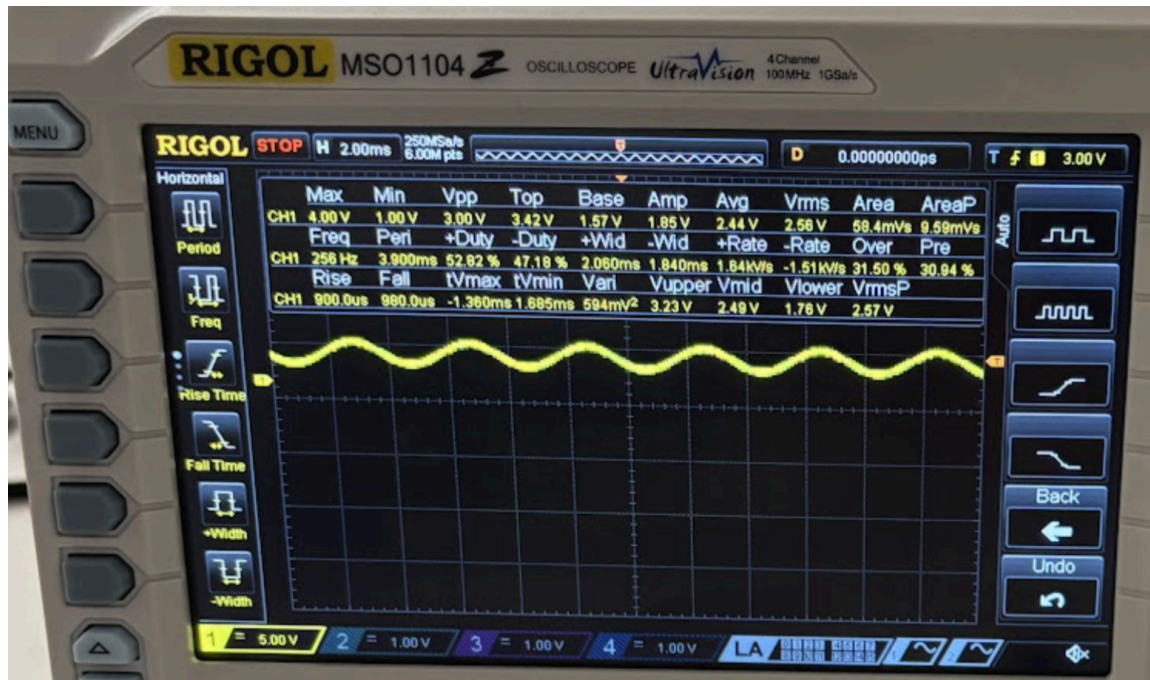 RIGOL MSO1104 Z OSCILLOSCOPE UltraVision 4 Channel 100MHz 1GSa/s
MENU
RIGOL STOP H 2.00ms 250MSa/s 6.00M pts D 0.00000000ps T 1 3.00 V
Horizontal
Period
Freq
Rise Time
Fall Time
+Width
-Width
Max Min Vpp Top Base Amp Avg Vrms Area AreaP
CH1 4.00 V 1.00 V 3.00 V 3.42 V 1.57 V 1.85 V 2.44 V 2.56 V 58.4mVs 9.59mVs
Freq Peri +Duty -Duty +Wid -Wid +Rate -Rate Over Pre
CH1 256 Hz 3.900ms 52.82 % 47.18 % 2.060ms 1.840ms 1.64kV/s -1.51kV/s 31.50 % 30.94 %
Rise Fall tVmax tVmin Vari Vupper Vmid Vlower VrmsP
CH1 900.0us 980.0us -1.360ms 1.685ms 594mV² 3.23 V 2.49 V 1.76 V 2.57 V
1
T
Auto
Back
Undo
1 = 5.00 V 2 = 1.00 V 3 = 1.00 V 4 = 1.00 V LA